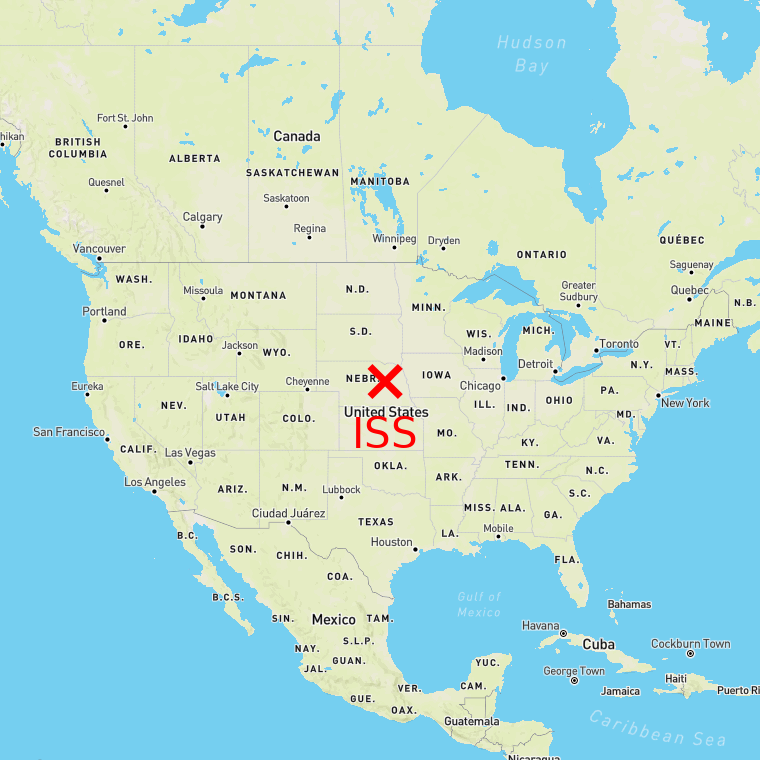 Hudson
Bay
Fort St. John
Canada
hikan
BRITISH
COLUMBIA
ALBERTA
SASKATCHEWAN
MANITOBA
Quesnel
Saskatoon
Calgary
Regina
Winnipeg
Dryden
QUÉBEC
Vancouver
ONTARIO
Saguenay
WASH.
Missoula
MONTANA
N.D.
Greater
Sudbury
Quebec
N.B.
Portland
MINN.
MAINE
ORE.
IDAHO
Jackson
WYO.
S.D.
WIS.
MICH.
Toronto
VT.
Madison
Detroit
N.Y.
MASS.
Eureka
Salt Lake City
Cheyenne
NEBR
IOWA
Chicago
PA.
NEV.
UTAH
COLO.
United States
ILL.
IND.
OHIO
New York
MD.
San Francisco
ISS
MO.
KY.
VA.
CALIF.
Las Vegas
OKLA.
TENN.
N.C.
Los Angeles
ARIZ.
N.M.
Lubbock
ARK.
S.C.
Ciudad Juárez
TEXAS
MISS.
ALA.
GA.
B.C.
Houston
LA.
Mobile
SON.
CHIH.
FLA.
COA.
B.C.S.
Gulf of
Mexico
Bahamas
SIN.
Mexico
TAM.
Havana
NAY.
S.L.P.
Cuba
Cockburn Town
JAL.
GUAN.
YUC.
George Town
Haiti
GUE.
VER.
CAM.
Jamaica
Puerto Ri
OAX.
Guatemala
Caribbean Sea
Nicaragua